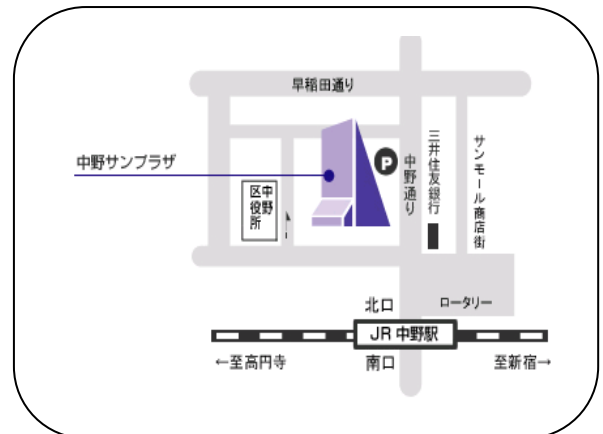 早稲田通り
中野サンプラザ
P
中野通り
三井住友銀行
サンモール商店街
中野
区役所
北口
ロータリー
JR 中野駅
←至高円寺
南口
至新宿→